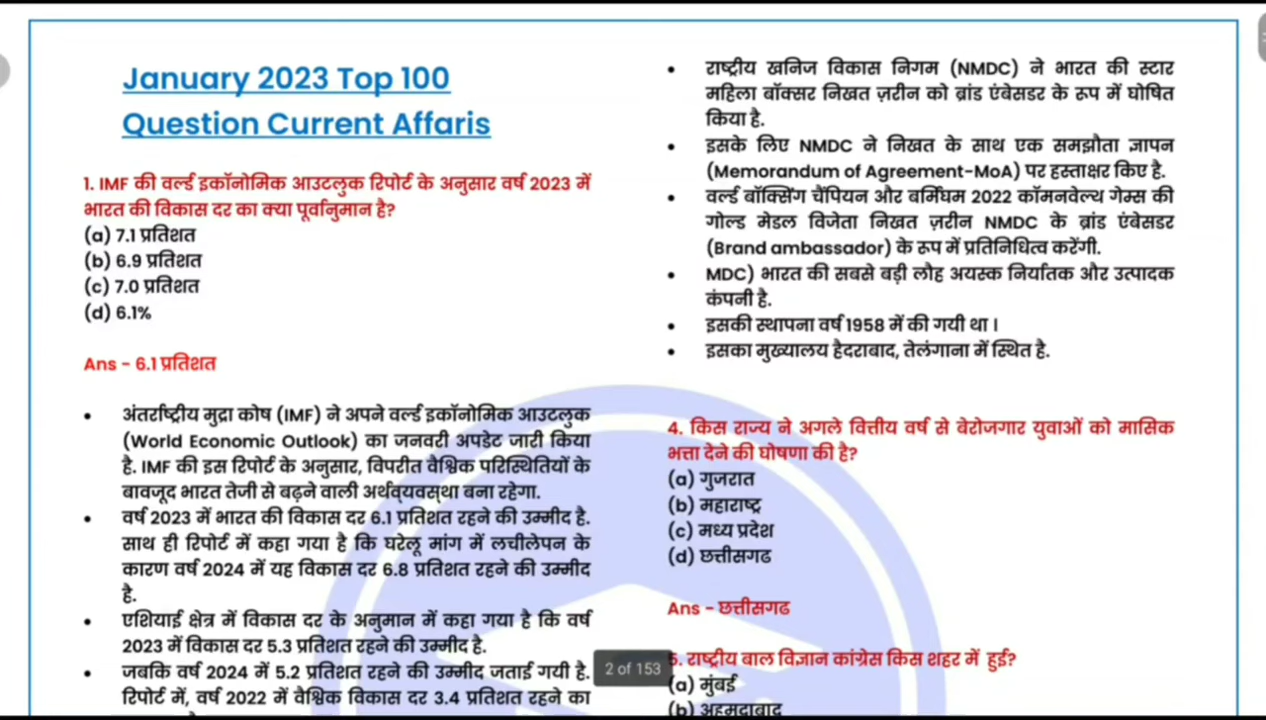 January 2023 Top 100
Question Current Affaris
1. IMF की वर्ल्ड इकॉनोमिक आउटलुक रिपोर्ट के अनुसार वर्ष 2023 में
भारत की विकास दर का क्या पूर्वानुमान है?
(a) 7.1 प्रतिशत
(b) 6.9 प्रतिशत
(c) 7.0 प्रतिशत
(d) 6.1%
Ans - 6.1 प्रतिशत
• अंतर्राष्ट्रीय मुद्रा कोष (IMF) ने अपने वर्ल्ड इकॉनोमिक आउटलुक
(World Economic Outlook) का जनवरी अपडेट जारी किया
है. IMF की इस रिपोर्ट के अनुसार, विपरीत वैश्विक परिस्थितियों के
बावजूद भारत तेजी से बढ़ने वाली अर्थव्यवस्था बना रहेगा.
• वर्ष 2023 में भारत की विकास दर 6.1 प्रतिशत रहने की उम्मीद है.
साथ ही रिपोर्ट में कहा गया है कि घरेलू मांग में लचीलेपन के
कारण वर्ष 2024 में यह विकास दर 6.8 प्रतिशत रहने की उम्मीद
है.
• एशियाई क्षेत्र में विकास दर के अनुमान में कहा गया है कि वर्ष
2023 में विकास दर 5.3 प्रतिशत रहने की उम्मीद है.
• जबकि वर्ष 2024 में 5.2 प्रतिशत रहने की उम्मीद जताई गयी है.
रिपोर्ट में, वर्ष 2022 में वैश्विक विकास दर 3.4 प्रतिशत रहने का
• राष्ट्रीय खनिज विकास निगम (NMDC) ने भारत की स्टार
महिला बॉक्सर निखत ज़रीन को ब्रांड एंबेसडर के रूप में घोषित
किया है.
• इसके लिए NMDC ने निखत के साथ एक समझौता ज्ञापन
(Memorandum of Agreement-MoA) पर हस्ताक्षर किए है.
• वर्ल्ड बॉक्सिंग चैंपियन और बर्मिंघम 2022 कॉमनवेल्थ गेम्स की
गोल्ड मेडल विजेता निखत ज़रीन NMDC के ब्रांड एंबेसडर
(Brand ambassador) के रूप में प्रतिनिधित्व करेंगी.
• MDC) भारत की सबसे बड़ी लौह अयस्क निर्यातक और उत्पादक
कंपनी है.
• इसकी स्थापना वर्ष 1958 में की गयी था।
• इसका मुख्यालय हैदराबाद, तेलंगाना में स्थित है.
4. किस राज्य ने अगले वित्तीय वर्ष से बेरोजगार युवाओं को मासिक
भत्ता देने की घोषणा की है?
(a) गुजरात
(b) महाराष्ट्र
(c) मध्य प्रदेश
(d) छत्तीसगढ
Ans - छत्तीसगढ
5. राष्ट्रीय बाल विज्ञान कांग्रेस किस शहर में हुई?
(a) मुंबई
(b) अहमदाबाद
2 of 153